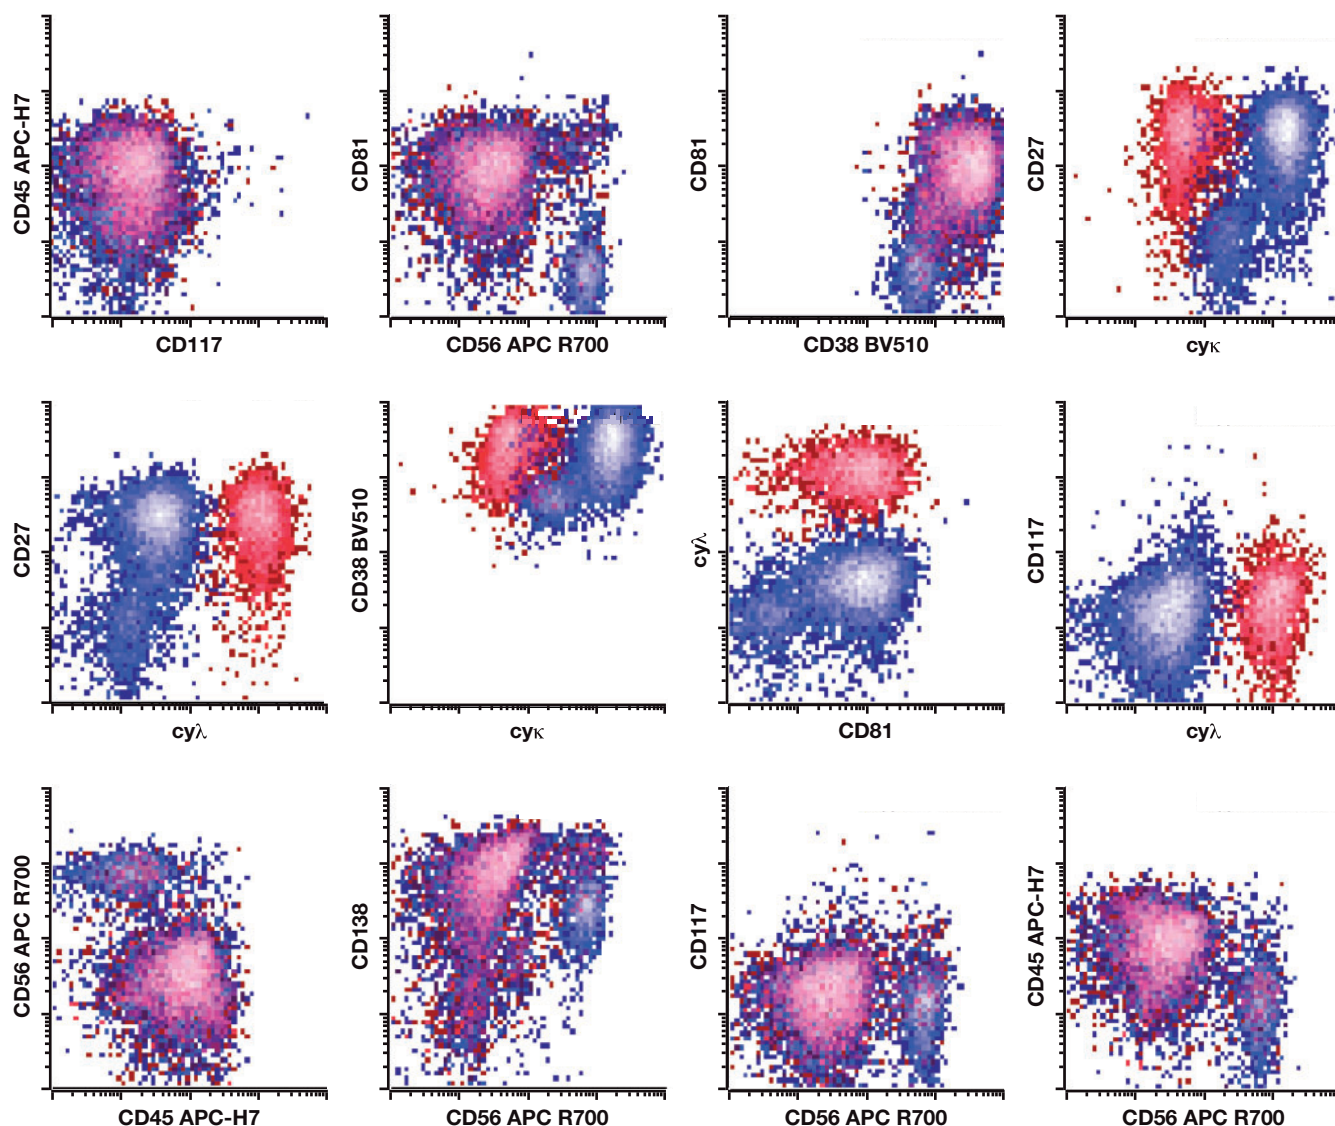 CD45 APC-H7
CD117
CD81
CD56 APC R700
CD81
CD38 BV510
CD27
cyκ
CD27
cyλ
CD38 BV510
cyκ
cyλ
CD81
CD117
cyλ
CD56 APC R700
CD45 APC-H7
CD138
CD56 APC R700
CD117
CD56 APC R700
CD45 APC-H7
CD56 APC R700